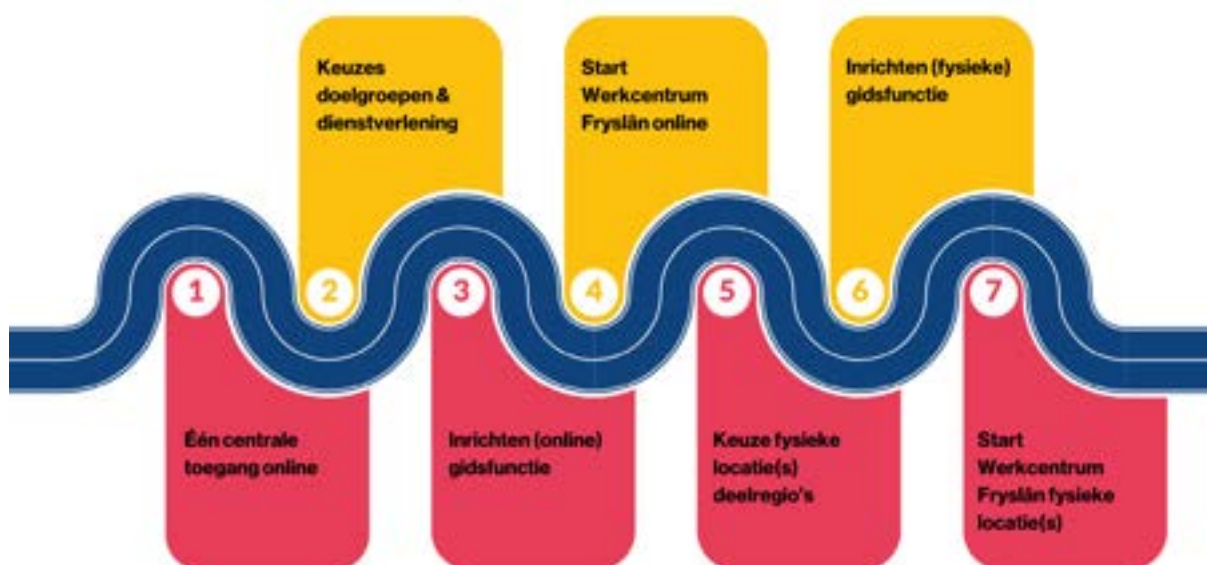 1
Één centrale
toegang online
2
Keuzes
doelgroepen &
dienstverlening
3
Inrichten (online)
gidsfunctie
4
Start
Werkcentrum
Fryslân online
5
Keuze fysieke
locatie(s)
deelregio's
6
Inrichten (fysieke)
gidsfunctie
7
Start
Werkcentrum
Fryslân fysieke
locatie(s)